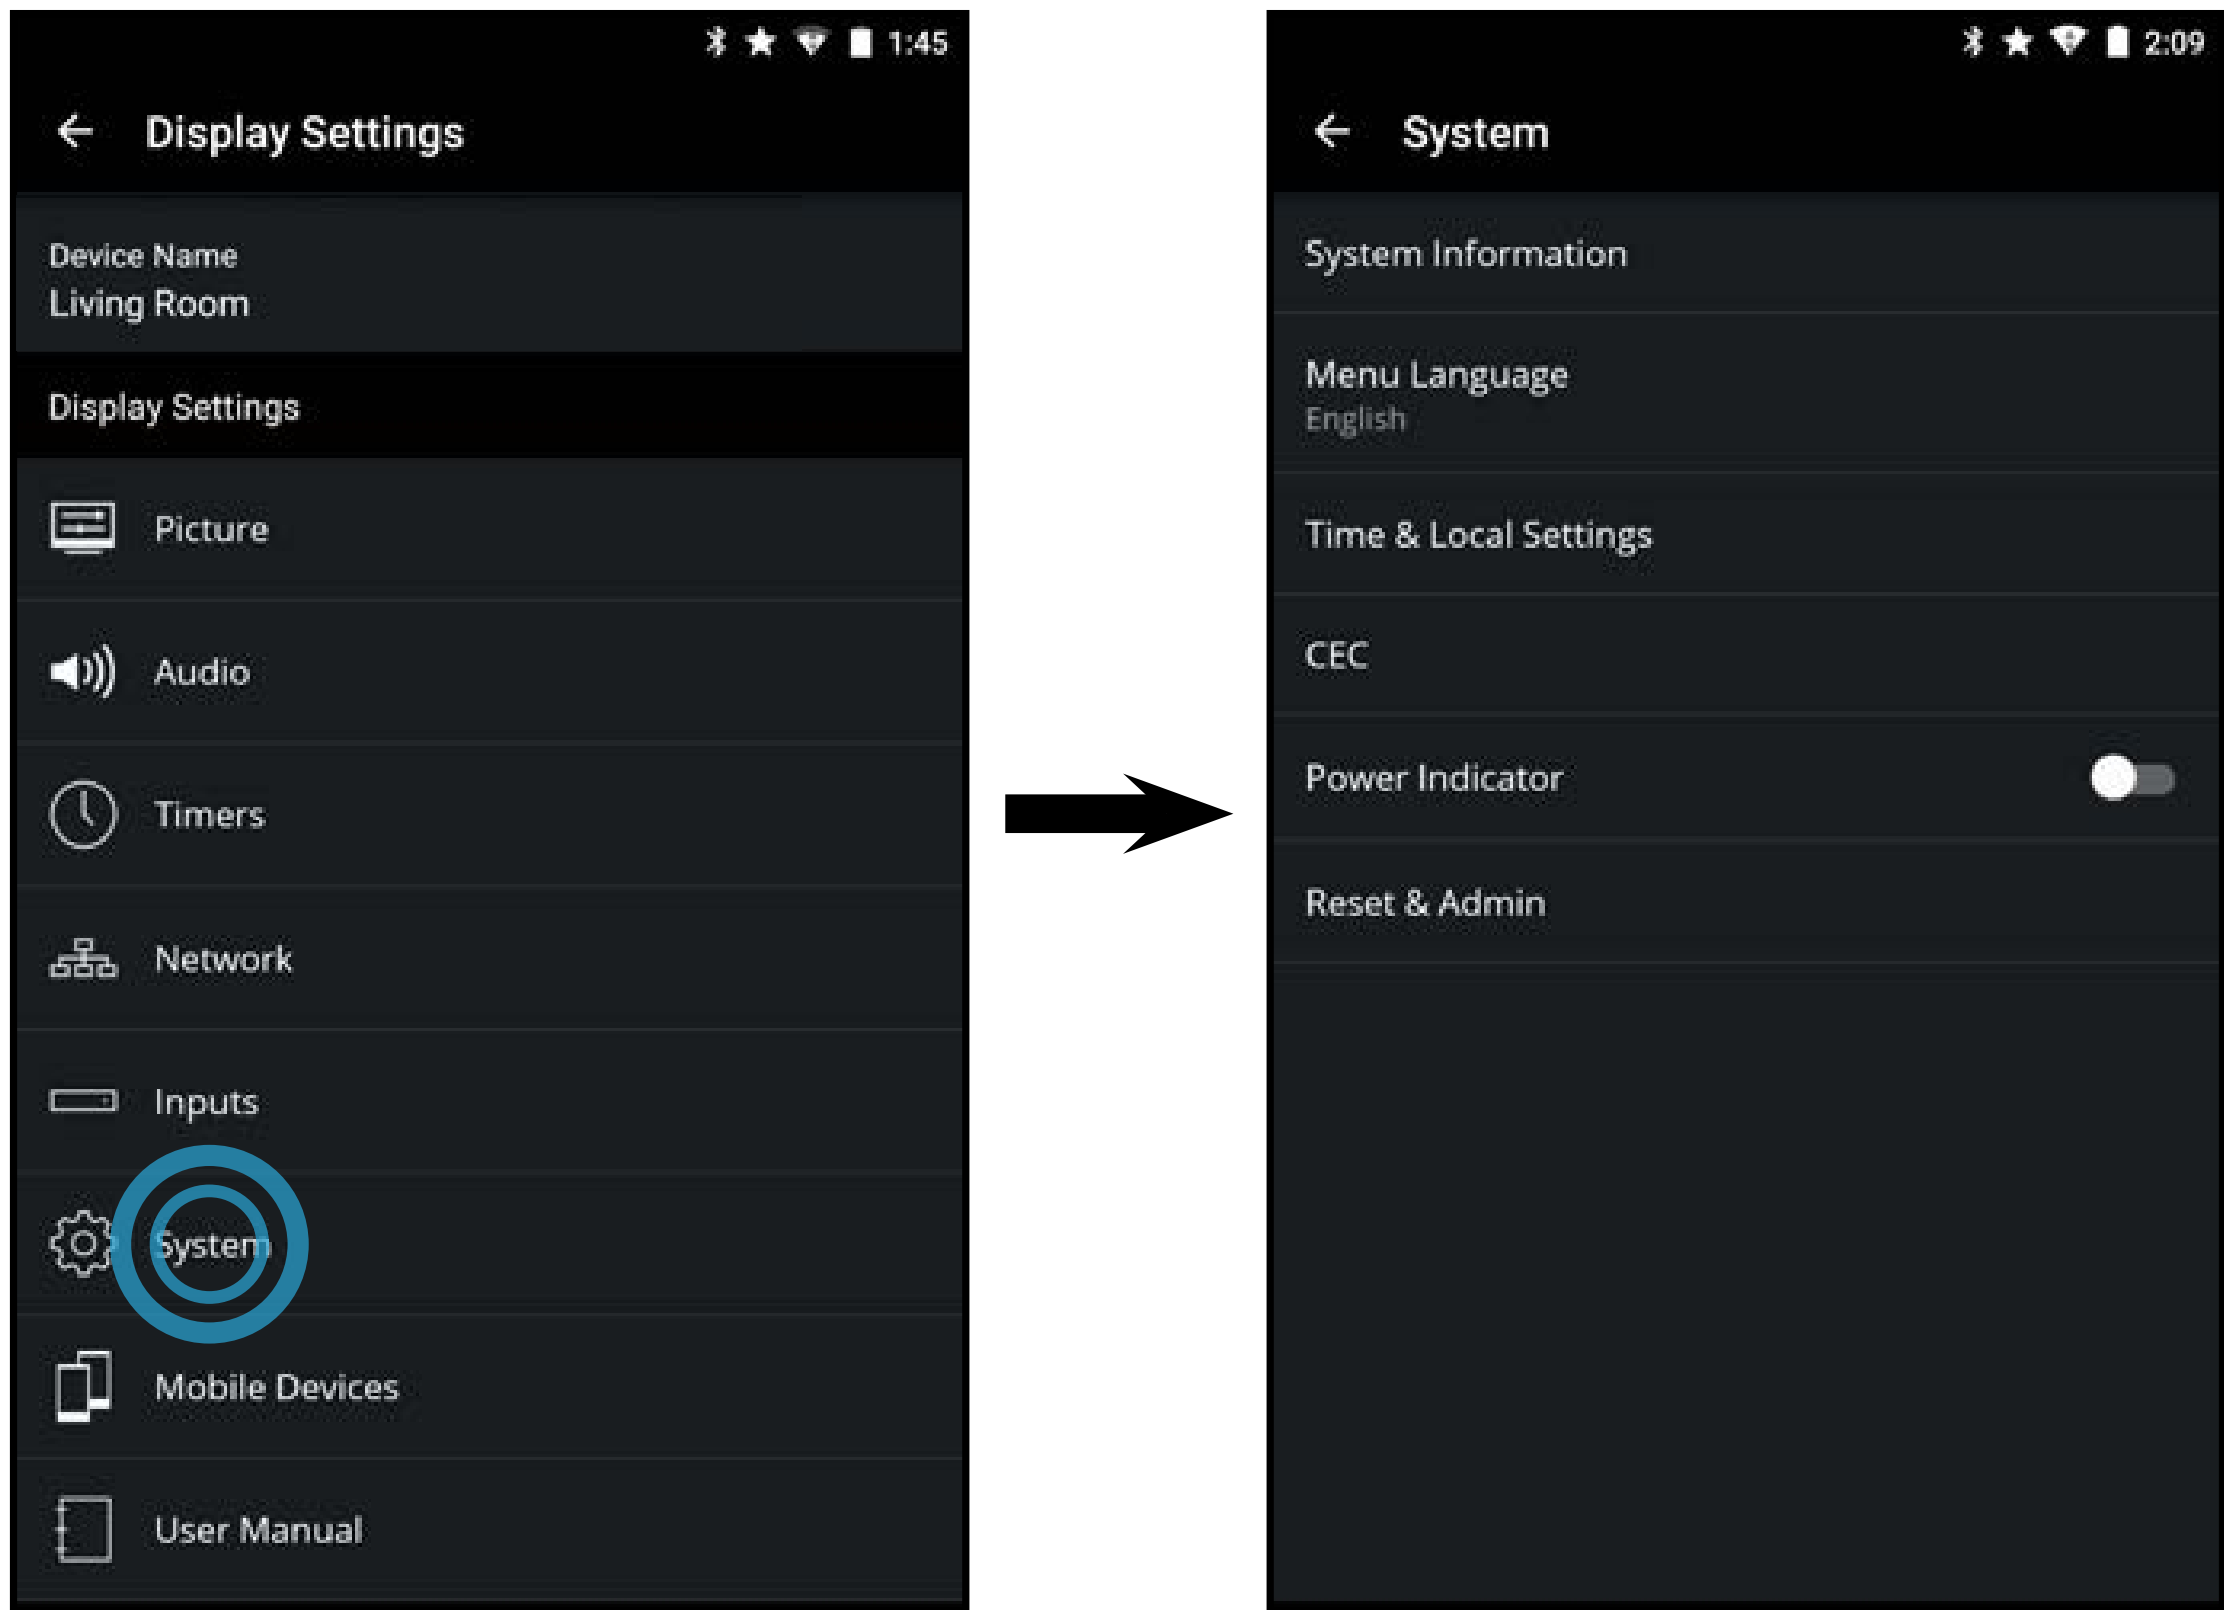 1:45
Display Settings
Device Name
Living Room
Display Settings
Picture
Audio
Timers
Network
Inputs
System
Mobile Devices
User Manual
2:09
System
System Information
Menu Language
English
Time & Local Settings
CEC
Power Indicator
Reset & Admin